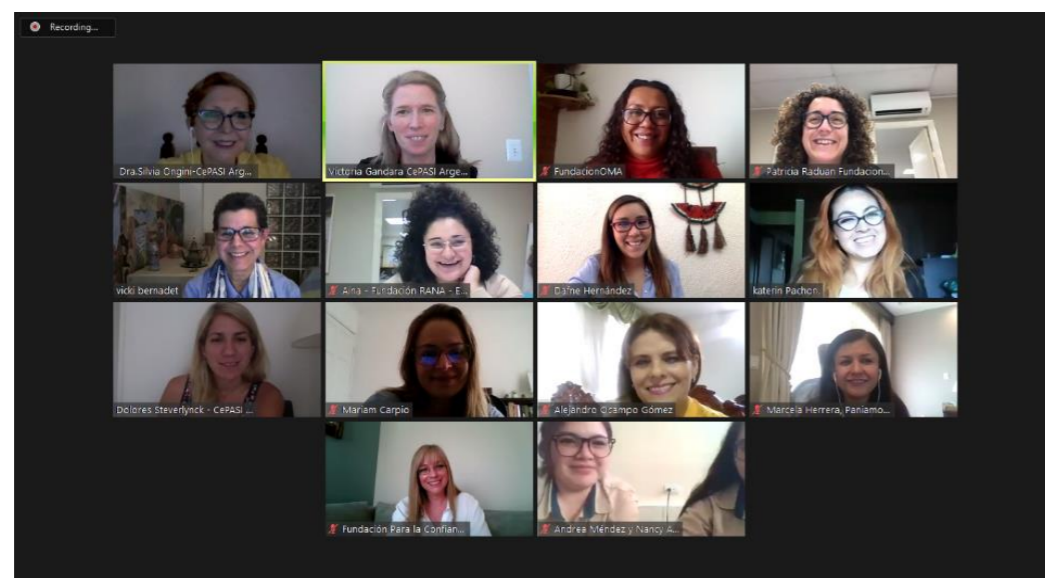 Recording...
Dra.Silvia Ongini-CePASI Arg...
Victoria Gandara CePASI Arge...
FundacionOMA
Patricia Raduan Fundacion...
vicki bernadet
Aina - Fundación RANA - E...
Dafne Hernández
katerin Pachon
Dolores Steverlynck - CePASI ...
Mariam Carpio
Alejandro Ocampo Gómez
Marcela Herrera, Paniamo...
Fundación Para la Confian...
Andrea Méndez y Nancy A...